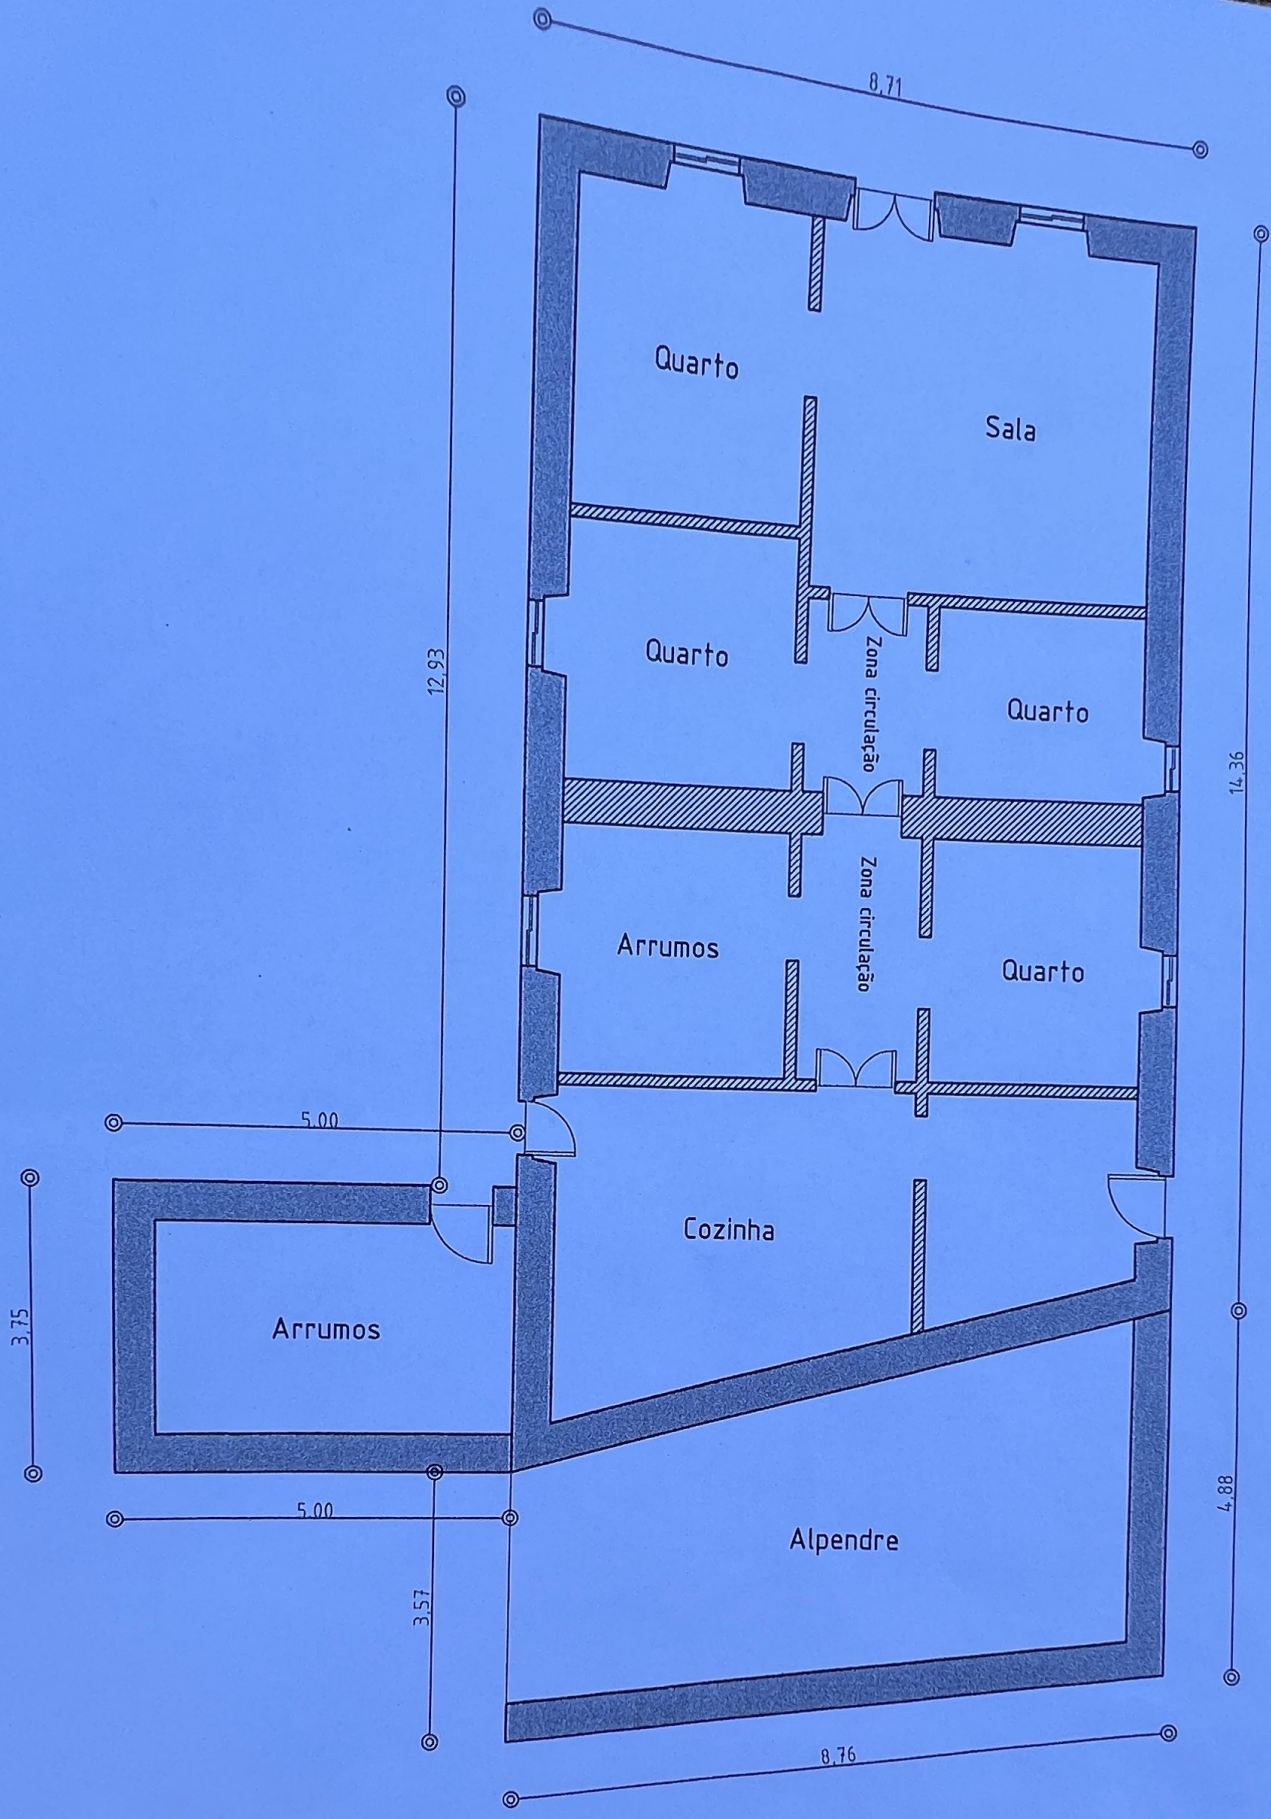 8,71
Quarto
Sala
12,93
Quarto
Zona circulação
Quarto
14,36
Arrumos
Zona circulação
Quarto
5,00
Cozinha
3,75
Arrumos
5,00
4,88
Alpendre
3,57
8,76